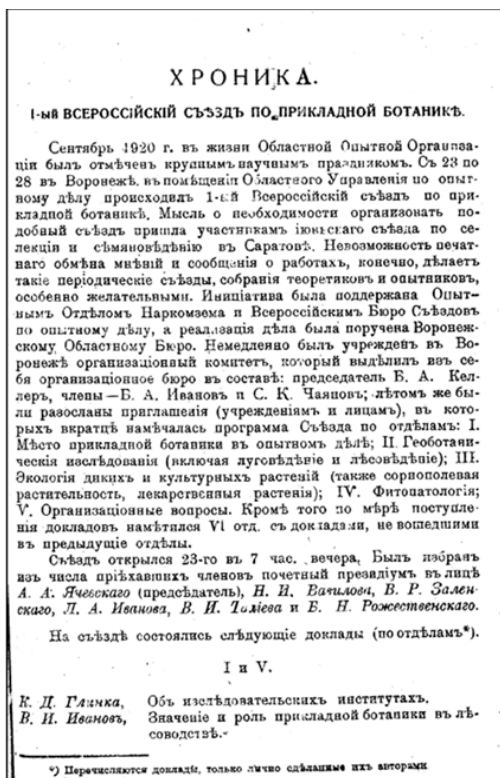 ХРОНИКА.
I-ый ВСЕРОССІЙСКІЙ СЪѢЗДЪ ПО ПРИКЛАДНОЙ БОТАНИКѢ.
Сентябрь 1920 г. въ жизни Областной Опытной Организа-
ціи былъ отмѣченъ крупнымъ научнымъ праздникомъ. Съ 23 по
28 въ Воронежѣ, въ помѣщеніи Областного Управленія по опыт-
ному дѣлу происходилъ 1-ый Всероссійскій съѣздъ по при-
кладной ботаникѣ. Мысль о необходимости организовать по-
добный съѣздъ пришла участникамъ іюньскаго съѣзда по се-
лекціи и сѣмяновѣдѣнію въ Саратовѣ. Невозможность печат-
наго обмѣна мнѣній и сообщенія о работахъ, конечно, дѣлаетъ
такіе періодическіе съѣзды, собранія теоретиковъ и опытниковъ,
особенно желательными. Иниціатива была поддержана Опыт-
нымъ Отдѣломъ Наркомзема и Всероссійскимъ Бюро Съѣздовъ
по опытному дѣлу, а реализація дѣла была поручена Воронеж-
скому Областному Бюро. Немедленно былъ учрежденъ въ Во-
ронежѣ организаціонный комитетъ, который выдѣлилъ изъ се-
бя организаціонное бюро въ составѣ: председатель Б. А. Кел-
леръ, члены—Б. А. Ивановъ и С. К. Чаяновъ; лѣтомъ же бы-
ли разосланы приглашенія (учрежденіямъ и лицамъ), въ кото-
рыхъ вкратцѣ намѣчалась программа Съѣзда по отдѣламъ: I.
Мѣсто прикладной ботаники въ опытномъ дѣлѣ; II. Геоботани-
ческія изслѣдованія (включая луговѣдѣніе и лѣсовѣдѣніе); III.
Экологія дикихъ и культурныхъ растеній (также сорнополевая
растительность, лекарственныя растенія); IV. Фитопатологія;
V. Организаціонные вопросы. Кромѣ того по мѣрѣ поступле-
нія докладовъ намѣтился VI отд. съ докладами, не вошедшими
въ предыдущіе отдѣлы.
Съѣздъ открылся 23-го въ 7 час. вечера. Былъ избранъ
изъ числа пріѣхавшихъ членовъ почетный президіумъ въ лицѣ
А. А. Ячевскаго (предсѣдатель), Н. И. Вавилова, В. Р. Зален-
скаго, Л. А. Иванова, В. И. Таліева и Б. Н. Рожественскаго.
На съѣздѣ состоялись слѣдующіе доклады (по отдѣламъ*).
I и V.
К. Д. Глинка, Объ изслѣдовательскихъ институтахъ.
В. И. Ивановъ, Значеніе и роль прикладной ботаники въ лѣ-
соводствѣ.
*) Перечисляются доклады, только лично сдѣланные ихъ авторами